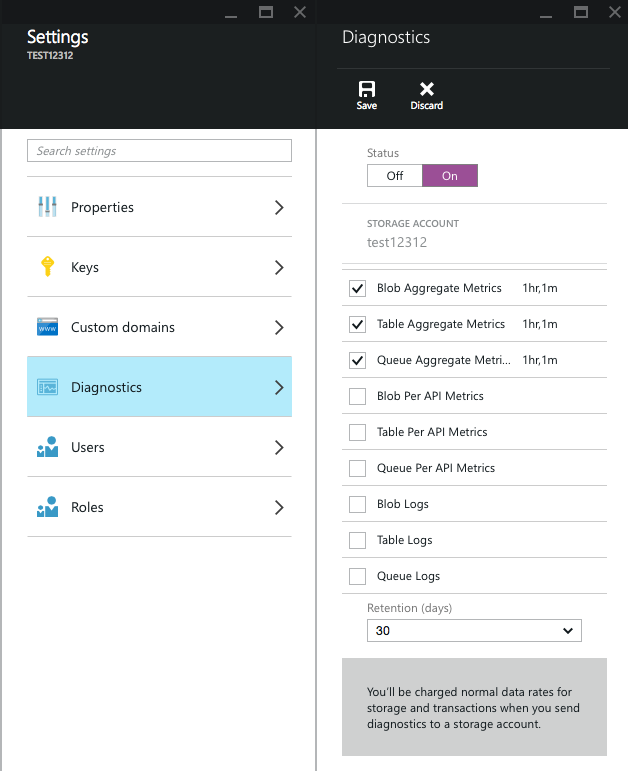 Settings
TEST12312
Search settings
Properties
Keys
www
Custom domains
Diagnostics
Users
Roles
Diagnostics
Save
Discard
Status
Off
On
STORAGE ACCOUNT
test12312
Blob Aggregate Metrics 1hr,1m
Table Aggregate Metrics 1hr,1m
Queue Aggregate Metri... 1hr,1m
Blob Per API Metrics
Table Per API Metrics
Queue Per API Metrics
Blob Logs
Table Logs
Queue Logs
Retention (days)
30
You'll be charged normal data rates for
storage and transactions when you send
diagnostics to a storage account.